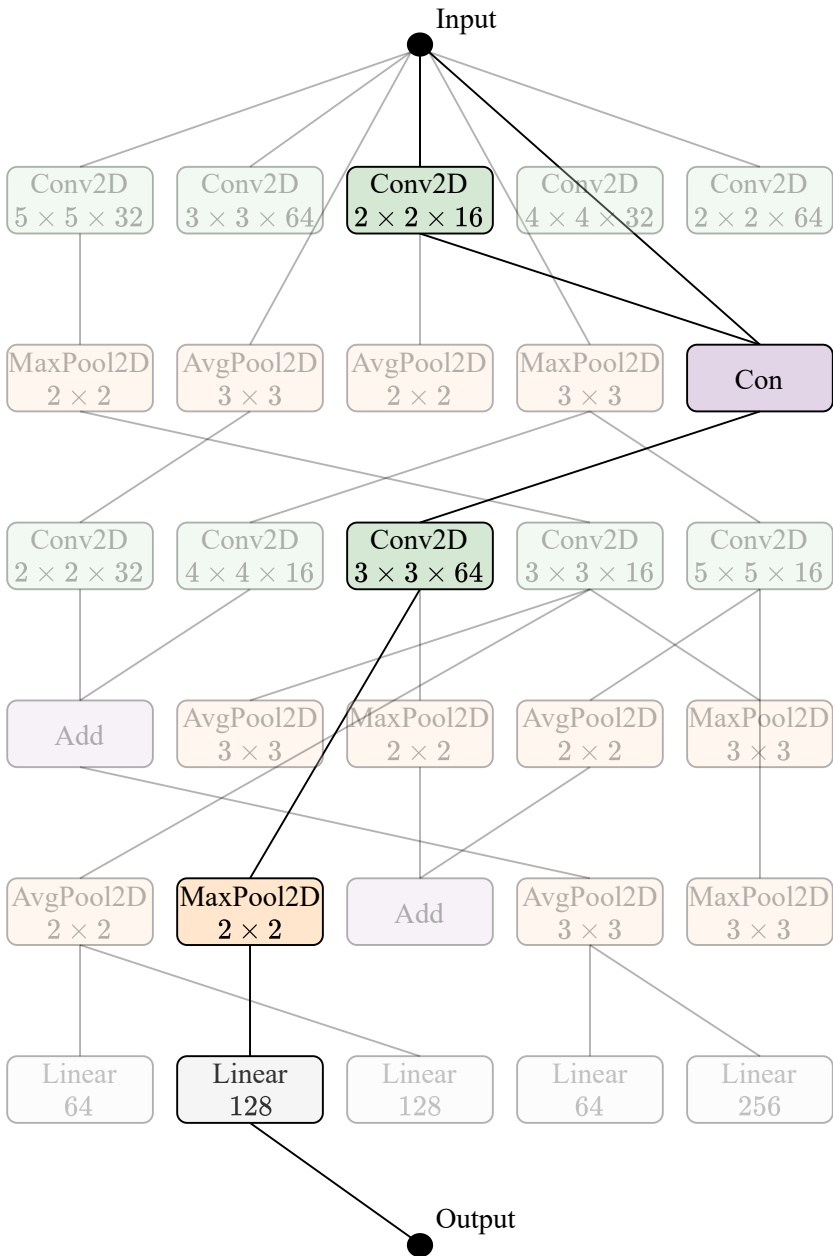 Input
Conv2D
5 × 5 × 32
Conv2D
3 × 3 × 64
Conv2D
2 × 2 × 16
Conv2D
4 × 4 × 32
Conv2D
2 × 2 × 64
MaxPool2D
2 × 2
AvgPool2D
3 × 3
AvgPool2D
2 × 2
MaxPool2D
3 × 3
Con
Conv2D
2 × 2 × 32
Conv2D
4 × 4 × 16
Conv2D
3 × 3 × 64
Conv2D
3 × 3 × 16
Conv2D
5 × 5 × 16
Add
AvgPool2D
3 × 3
MaxPool2D
2 × 2
AvgPool2D
2 × 2
MaxPool2D
3 × 3
AvgPool2D
2 × 2
MaxPool2D
2 × 2
Add
AvgPool2D
3 × 3
MaxPool2D
3 × 3
Linear
64
Linear
128
Linear
128
Linear
64
Linear
256
Output